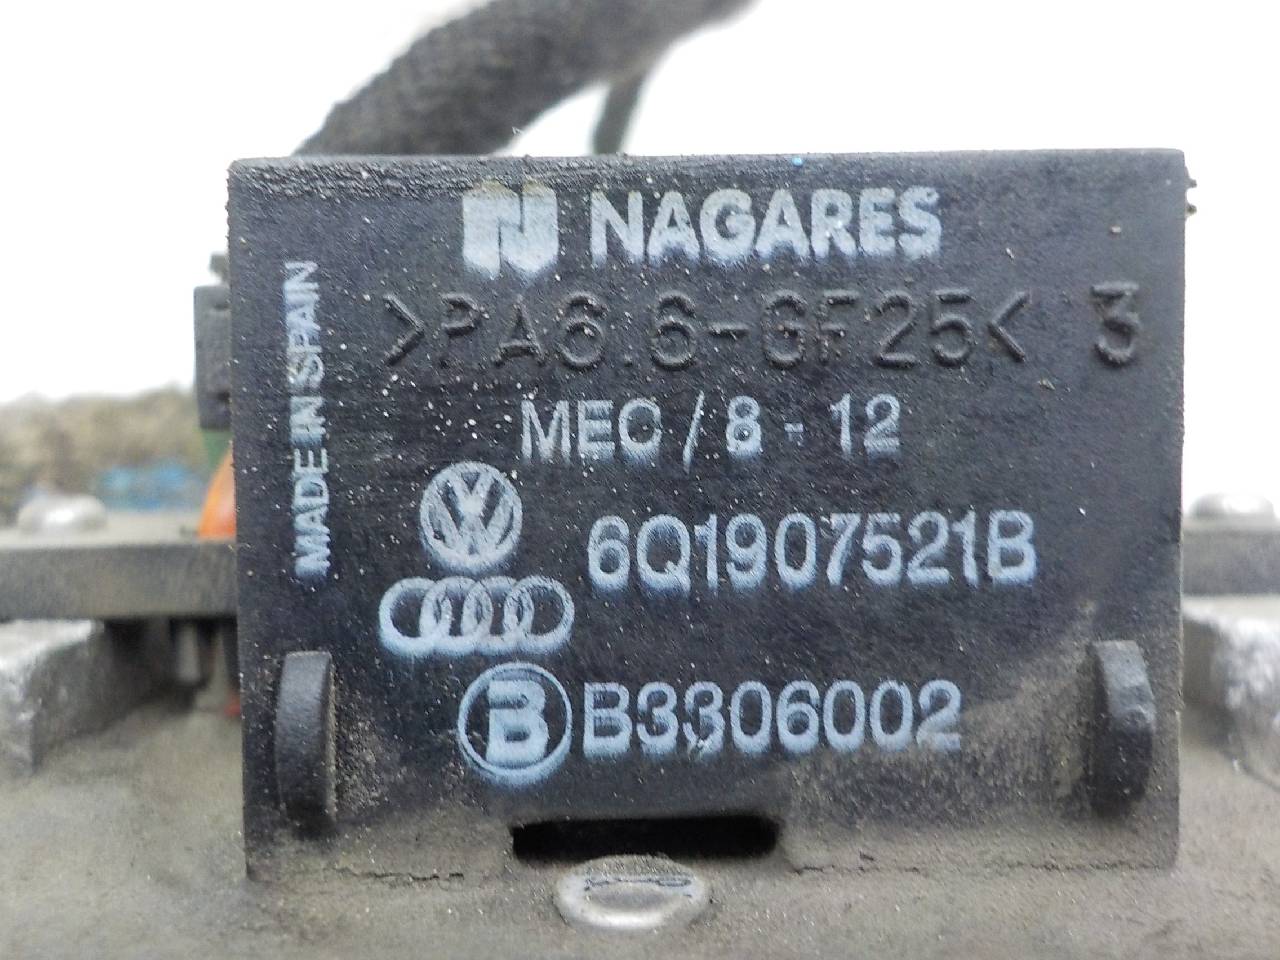 NAGARES
>PA6.6-GF25< 3
MEC / 8 - 12
6Q1907521B
B B3306002
MADE IN SPAIN